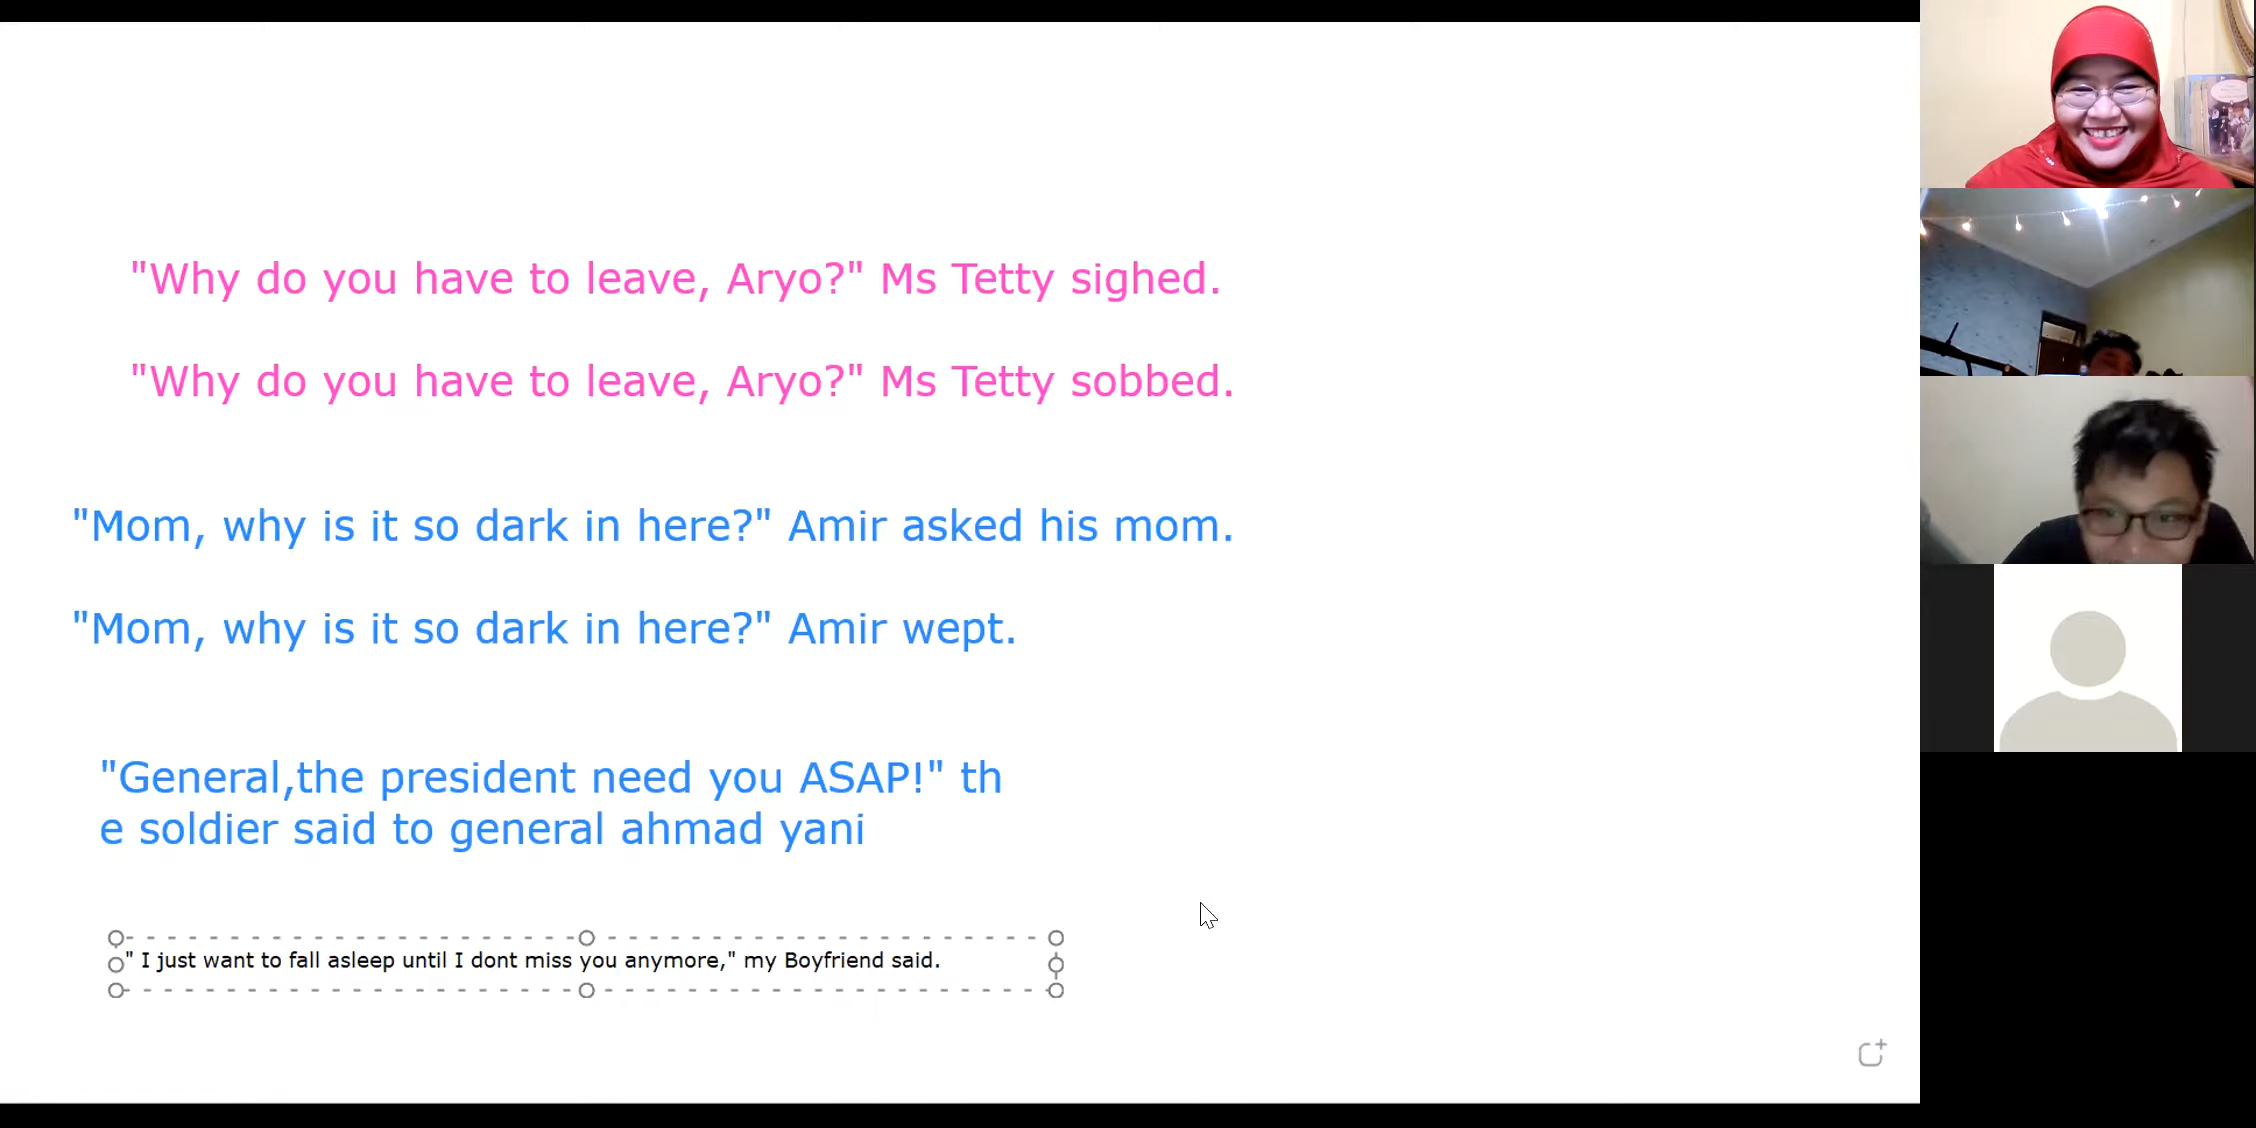 "Why do you have to leave, Aryo?" Ms Tetty sighed.
"Why do you have to leave, Aryo?" Ms Tetty sobbed.
"Mom, why is it so dark in here?" Amir asked his mom.
"Mom, why is it so dark in here?" Amir wept.
"General,the president need you ASAP!" th
e soldier said to general ahmad yani
" I just want to fall asleep until I dont miss you anymore," my Boyfriend said.